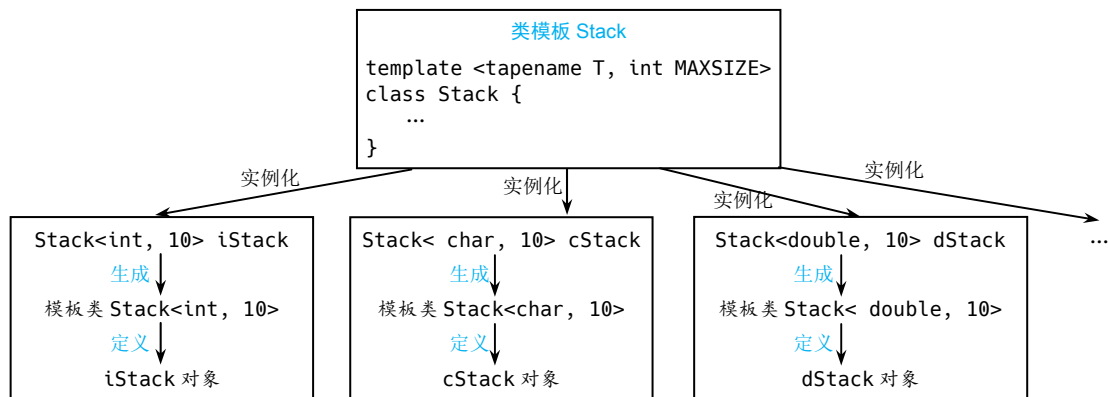 类模板 Stack
template <tapename T, int MAXSIZE>
class Stack {
...
}
实例化
实例化
实例化
实例化
Stack<int, 10> iStack
生成
模板类 Stack<int, 10>
定义
iStack 对象
Stack< char, 10> cStack
生成
模板类 Stack<char, 10>
定义
cStack 对象
Stack<double, 10> dStack
生成
模板类 Stack< double, 10>
定义
dStack 对象
...